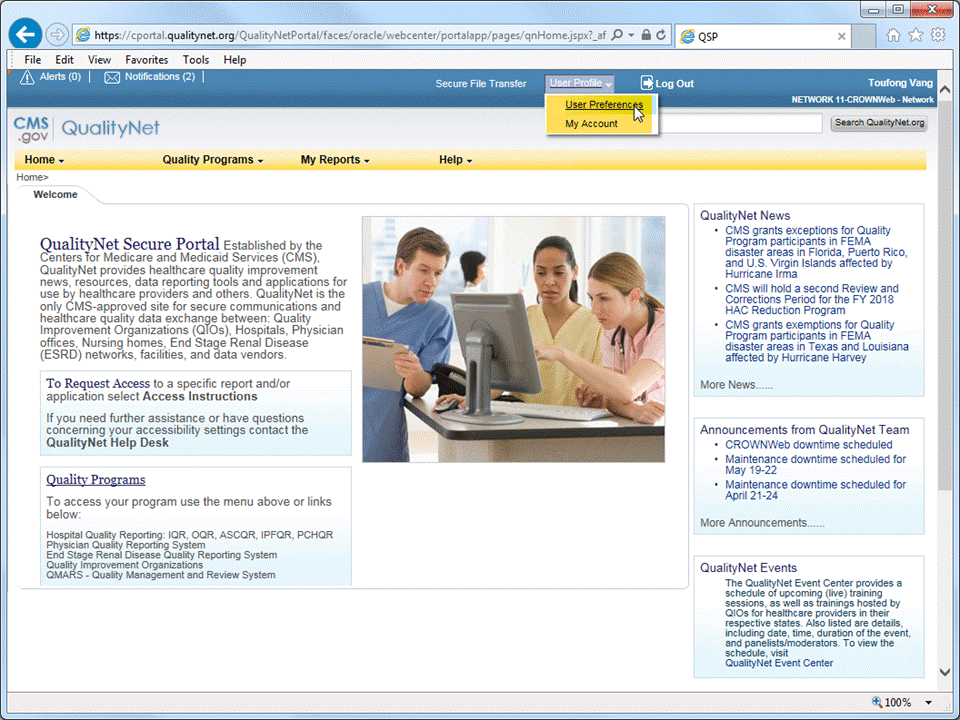 https://cportal.qualitynet.org/QualityNetPortal/faces/oracle/webcenter/portalapp/pages/qnHome.jspx?_af
QSP
File Edit View Favorites Tools Help
Alerts (0) | Notifications (2) |
Secure File Transfer
User Profile
Log Out
Toufong Vang
NETWORK 11-CROWNWeb - Network
User Preferences
My Account
CMS
.gov
QualityNet
Search QualityNet.org
Home Quality Programs My Reports Help
Home>
Welcome
QualityNet Secure Portal Established by the
Centers for Medicare and Medicaid Services (CMS),
QualityNet provides healthcare quality improvement
news, resources, data reporting tools and applications for
use by healthcare providers and others. QualityNet is the
only CMS-approved site for secure communications and
healthcare quality data exchange between: Quality
Improvement Organizations (QIOs), Hospitals, Physician
offices, Nursing homes, End Stage Renal Disease
(ESRD) networks, facilities, and data vendors.
To Request Access to a specific report and/or
application select Access Instructions
If you need further assistance or have questions
concerning your accessibility settings contact the
QualityNet Help Desk
Quality Programs
To access your program use the menu above or links
below:
Hospital Quality Reporting: IQR, OQR, ASCQR, IPFQR, PCHQR
Physician Quality Reporting System
End Stage Renal Disease Quality Reporting System
Quality Improvement Organizations
QMARS - Quality Management and Review System
QualityNet News
• CMS grants exceptions for Quality
Program participants in FEMA
disaster areas in Florida, Puerto Rico,
and U.S. Virgin Islands affected by
Hurricane Irma
• CMS will hold a second Review and
Corrections Period for the FY 2018
HAC Reduction Program
• CMS grants exemptions for Quality
Program participants in FEMA
disaster areas in Texas and Louisiana
affected by Hurricane Harvey
More News......
Announcements from QualityNet Team
• CROWNWeb downtime scheduled
• Maintenance downtime scheduled for
May 19-22
• Maintenance downtime scheduled for
April 21-24
More Announcements......
QualityNet Events
The QualityNet Event Center provides a
schedule of upcoming (live) training
sessions, as well as trainings hosted by
QIOs for healthcare providers in their
respective states. Also listed are details,
including date, time, duration of the event,
and panelists/moderators. To view the
schedule, visit
QualityNet Event Center
100%